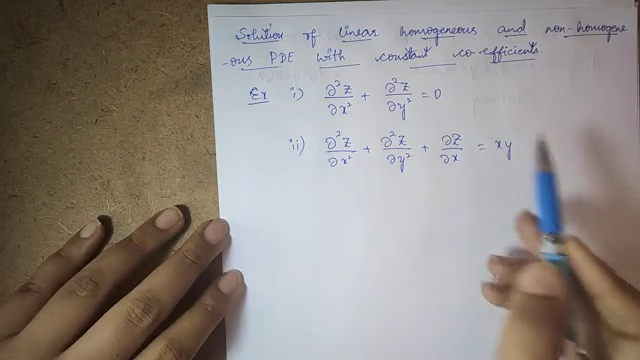 Solution of linear homogeneous and non-homogene
-ous PDE with constant co-efficients.
Ex i) ∂²Z/∂x² + ∂²Z/∂y² = 0
ii) ∂²Z/∂x² + ∂²Z/∂y² + ∂Z/∂x = xy